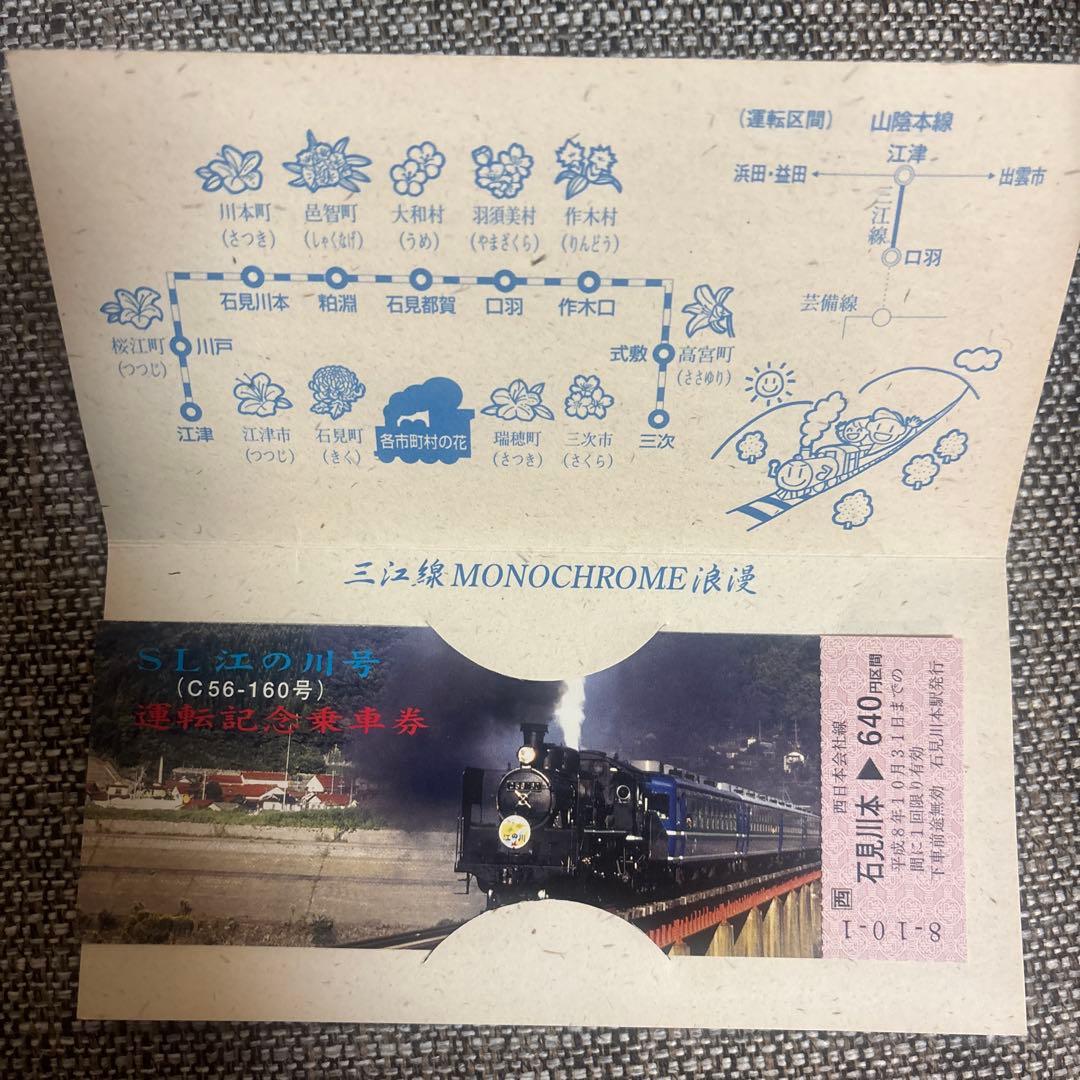 (運転区間)
山陰本線
江津
浜田・益田
出雲市
三江線
口羽
芸備線
川本町
(さつき)
邑智町
(しゃくなげ)
大和村
(うめ)
羽須美村
(やまざくら)
作木村
(りんどう)
石見川本
粕淵
石見都賀
口羽
作木口
桜江町
(つつじ)
川戸
式敷
高宮町
(ささゆり)
江津
江津市
(つつじ)
石見町
(きく)
各市町村の花
瑞穂町
(さつき)
三次市
(さくら)
三次
三江線MONOCHROME浪漫
SL江の川号
(C56-160号)
運転記念乗車券
江の川
西日本会社線
石見川本▶640円区間
平成8年10月31日までの
間に1回限り有効
下車前途無効 石見川本駅発行
西
8-10-1